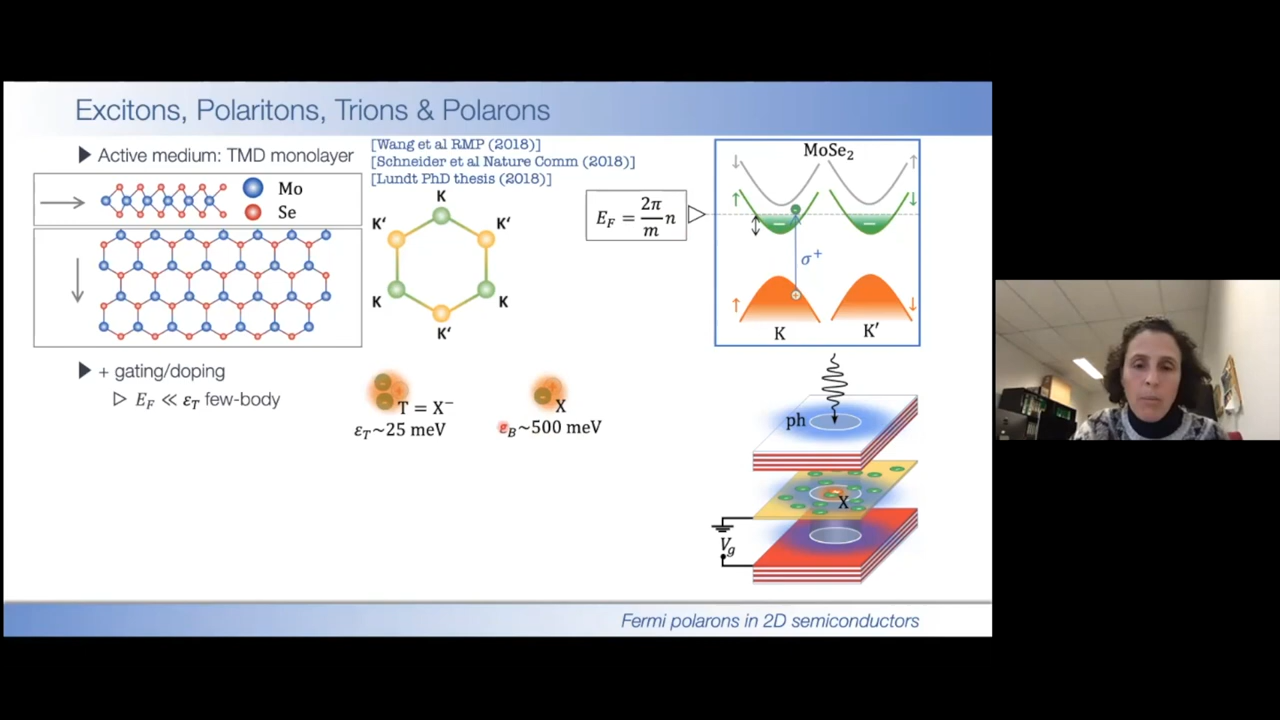 Excitons, Polaritons, Trions & Polarons
Active medium: TMD monolayer
[Wang et al RMP (2018)]
[Schneider et al Nature Comm (2018)]
[Lundt PhD thesis (2018)]
Mo
Se
K
K'
K'
K
K
K'
E_F = 2π/m n
MoSe₂
↓ ↑
↑ ↓
σ⁺
↑ ↓
K K'
+ gating/doping
E_F ≪ ε_T few-body
T = X⁻
ε_T~25 meV
X
ε_B~500 meV
ph
X
V_g
Fermi polarons in 2D semiconductors